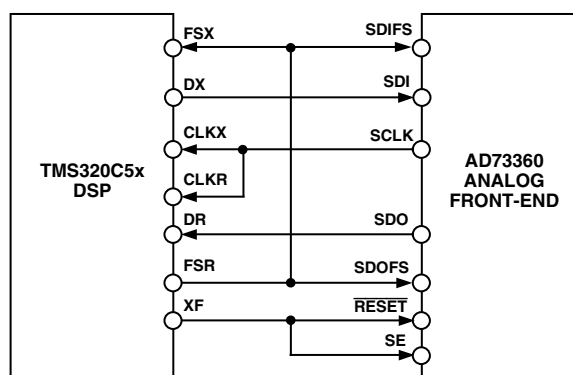 FSX
SDIFS
DX
SDI
CLKX
SCLK
TMS320C5x
DSP
AD73360
ANALOG
FRONT-END
CLKR
DR
SDO
FSR
SDOFS
XF
RESET
SE